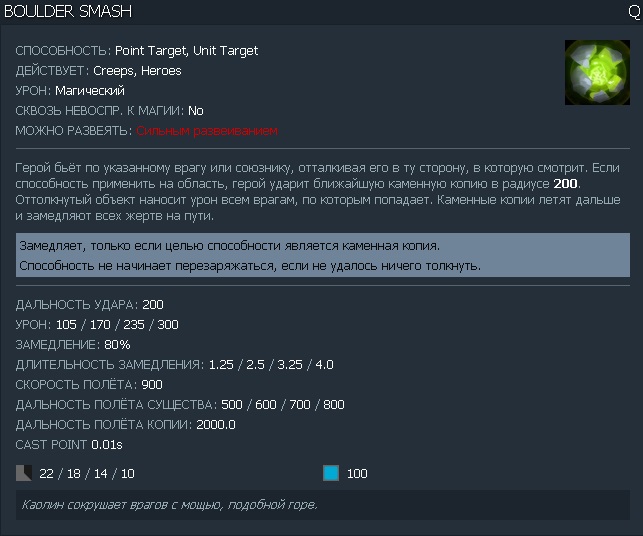 BOULDER SMASH Q
СПОСОБНОСТЬ: Point Target, Unit Target
ДЕЙСТВУЕТ: Creeps, Heroes
УРОН: Магический
СКВОЗЬ НЕВОСПР. К МАГИИ: No
МОЖНО РАЗВЕЯТЬ: Сильным развеиванием
Герой бьёт по указанному врагу или союзнику, отталкивая его в ту сторону, в которую смотрит. Если
способность применить на область, герой ударит ближайшую каменную копию в радиусе 200.
Оттолкнутый объект наносит урон всем врагам, по которым попадает. Каменные копии летят дальше
и замедляют всех жертв на пути.
Замедляет, только если целью способности является каменная копия.
Способность не начинает перезаряжаться, если не удалось ничего толкнуть.
ДАЛЬНОСТЬ УДАРА: 200
УРОН: 105 / 170 / 235 / 300
ЗАМЕДЛЕНИЕ: 80%
ДЛИТЕЛЬНОСТЬ ЗАМЕДЛЕНИЯ: 1.25 / 2.5 / 3.25 / 4.0
СКОРОСТЬ ПОЛЁТА: 900
ДАЛЬНОСТЬ ПОЛЁТА СУЩЕСТВА: 500 / 600 / 700 / 800
ДАЛЬНОСТЬ ПОЛЁТА КОПИИ: 2000.0
CAST POINT 0.01s
22 / 18 / 14 / 10 100
Каолин сокрушает врагов с мощью, подобной горе.